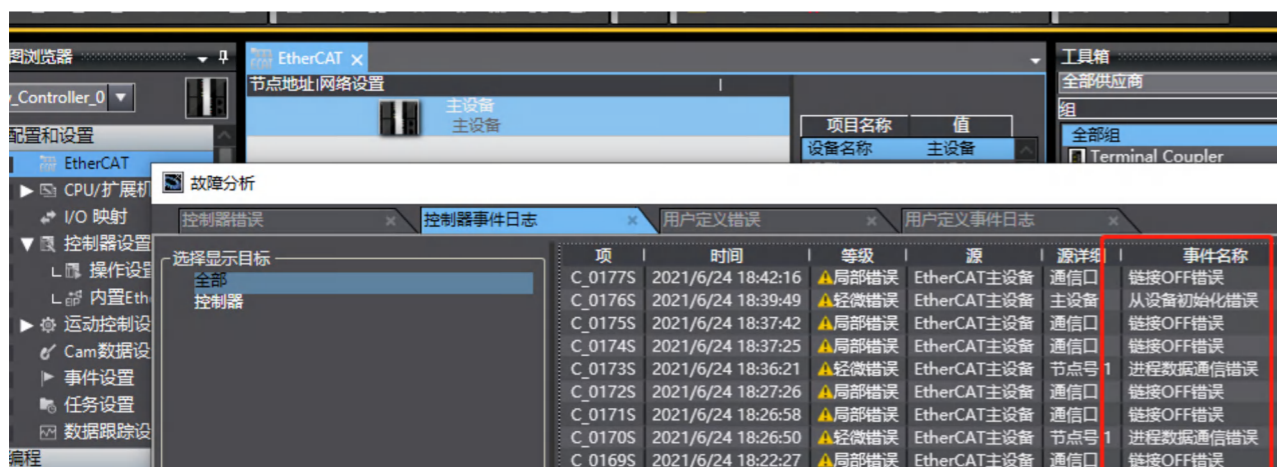 图浏览器
EtherCAT
工具箱
节点地址|网络设置
全部供应商
_Controller_0
主设备
主设备
组
项目名称 值
配置和设置
全部组
EtherCAT
设备名称 主设备
Terminal Coupler
CPU/扩展机
故障分析
I/O 映射
控制器错误 控制器事件日志 用户定义错误 用户定义事件日志
控制器设置
选择显示目标
项 时间 等级 源 源详细 事件名称
操作设置
全部
C_0177S 2021/6/24 18:42:16 局部错误 EtherCAT主设备 通信口 链接OFF错误
内置Eth
控制器
C_0176S 2021/6/24 18:39:49 轻微错误 EtherCAT主设备 主设备 从设备初始化错误
运动控制设
C_0175S 2021/6/24 18:37:42 局部错误 EtherCAT主设备 通信口 链接OFF错误
Cam数据设
C_0174S 2021/6/24 18:37:25 局部错误 EtherCAT主设备 通信口 链接OFF错误
事件设置
C_0173S 2021/6/24 18:36:21 轻微错误 EtherCAT主设备 节点号 1 进程数据通信错误
任务设置
C_0172S 2021/6/24 18:27:26 局部错误 EtherCAT主设备 通信口 链接OFF错误
C_0171S 2021/6/24 18:26:58 局部错误 EtherCAT主设备 通信口 链接OFF错误
数据跟踪设
C_0170S 2021/6/24 18:26:50 轻微错误 EtherCAT主设备 节点号 1 进程数据通信错误
编程
C_0169S 2021/6/24 18:22:27 局部错误 EtherCAT主设备 通信口 链接OFF错误